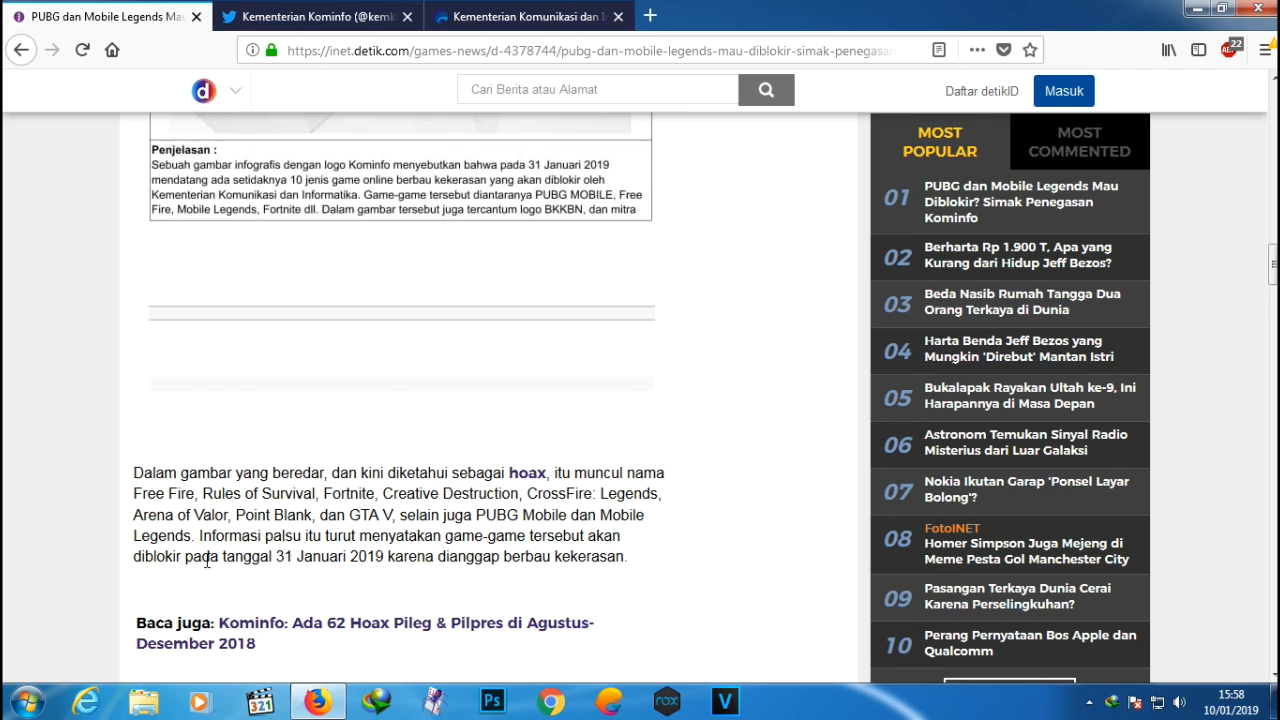 PUBG dan Mobile Legends Mau
Kementerian Kominfo (@kemk
Kementerian Komunikasi dan I
https://inet.detik.com/games-news/d-4378744/pubg-dan-mobile-legends-mau-diblokir-simak-penegasan
22
d
Cari Berita atau Alamat
Daftar detikID
Masuk
Penjelasan :
Sebuah gambar infografis dengan logo Kominfo menyebutkan bahwa pada 31 Januari 2019
mendatang ada setidaknya 10 jenis game online berbau kekerasan yang akan diblokir oleh
Kementerian Komunikasi dan Informatika. Game-game tersebut diantaranya PUBG MOBILE, Free
Fire, Mobile Legends, Fortnite dll. Dalam gambar tersebut juga tercantum logo BKKBN, dan mitra
Dalam gambar yang beredar, dan kini diketahui sebagai hoax, itu muncul nama
Free Fire, Rules of Survival, Fortnite, Creative Destruction, CrossFire: Legends,
Arena of Valor, Point Blank, dan GTA V, selain juga PUBG Mobile dan Mobile
Legends. Informasi palsu itu turut menyatakan game-game tersebut akan
diblokir pada tanggal 31 Januari 2019 karena dianggap berbau kekerasan.
Baca juga: Kominfo: Ada 62 Hoax Pileg & Pilpres di Agustus-
Desember 2018
MOST
POPULAR
MOST
COMMENTED
01
PUBG dan Mobile Legends Mau
Diblokir? Simak Penegasan
Kominfo
02
Berharta Rp 1.900 T, Apa yang
Kurang dari Hidup Jeff Bezos?
03
Beda Nasib Rumah Tangga Dua
Orang Terkaya di Dunia
04
Harta Benda Jeff Bezos yang
Mungkin 'Direbut' Mantan Istri
05
Bukalapak Rayakan Ultah ke-9, Ini
Harapannya di Masa Depan
06
Astronom Temukan Sinyal Radio
Misterius dari Luar Galaksi
07
Nokia Ikutan Garap 'Ponsel Layar
Bolong'?
08
FotoINET
Homer Simpson Juga Mejeng di
Meme Pesta Gol Manchester City
09
Pasangan Terkaya Dunia Cerai
Karena Perselingkuhan?
10
Perang Pernyataan Bos Apple dan
Qualcomm
321
Ps
nox
V
15:58
10/01/2019